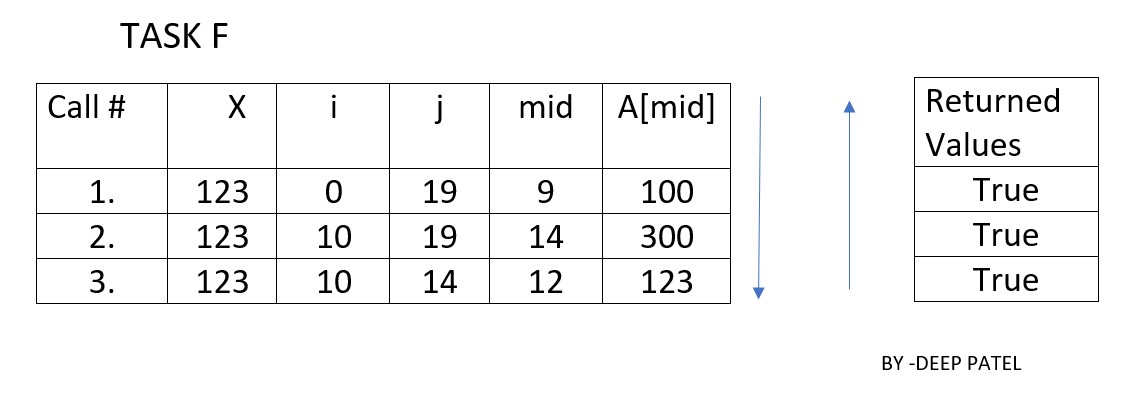 TASK F
Call # X i j mid A[mid]
1. 123 0 19 9 100
2. 123 10 19 14 300
3. 123 10 14 12 123
Returned
Values
True
True
True
BY -DEEP PATEL